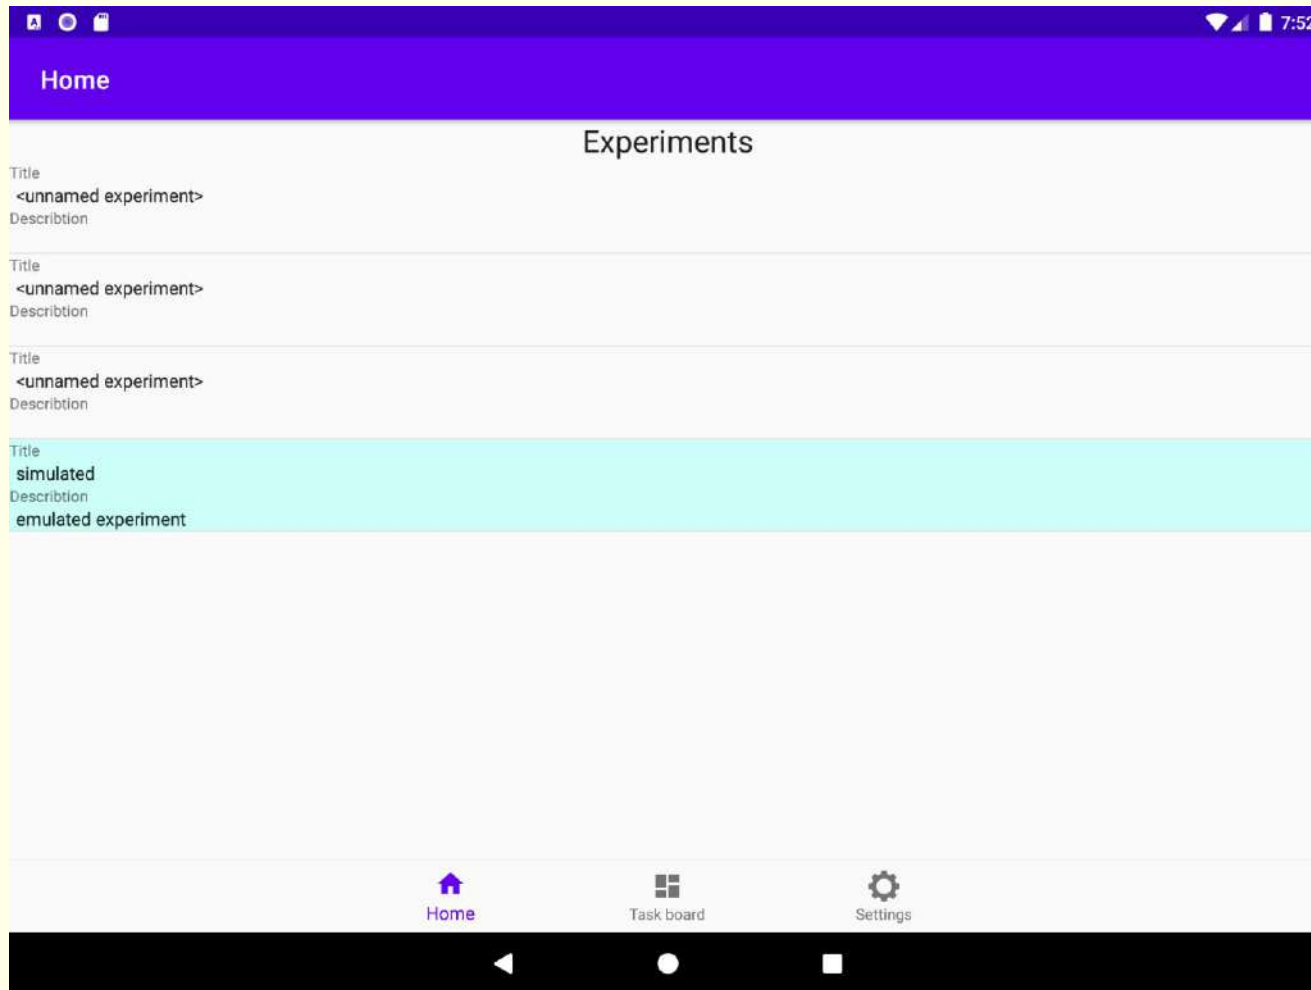 7:52
Home
Experiments
Title
<unnamed experiment>
Describtion
Title
<unnamed experiment>
Describtion
Title
<unnamed experiment>
Describtion
Title
simulated
Describtion
emulated experiment
Home
Task board
Settings